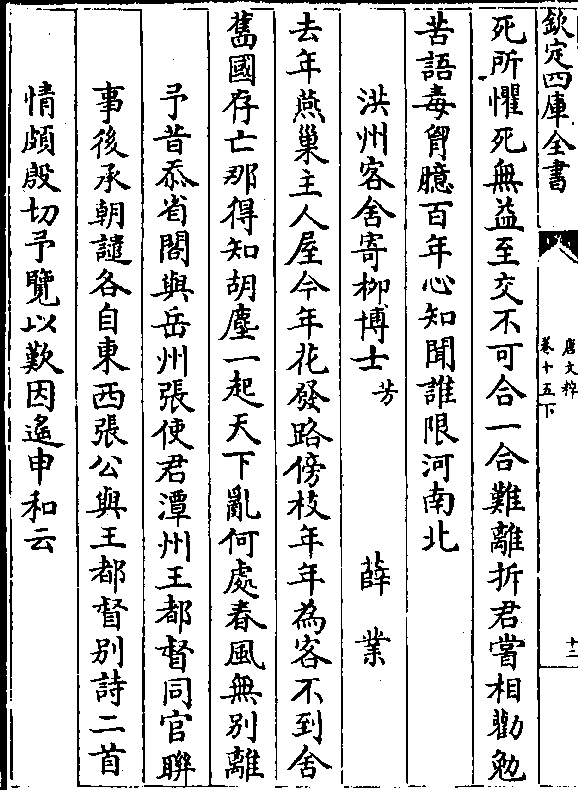 欽定四庫全書
唐文粹
卷十五下
十二
死所懼死無益至交不可合一合難離折君當相勸勉
苦語毒胷臆百年心知聞誰限河南北
洪州客舍寄柳博士芳
薛業
去年燕巢主人屋今年花發路傍枝年年為客不到舍
舊國存亡那得知胡塵一起天下亂何處春風無別離
予昔忝省閣與岳州張使君潭州王都督同官聯
事後承朝譴各自東西張公與王都督別詩二首
情頗殷切予覽以歎因遥申和云